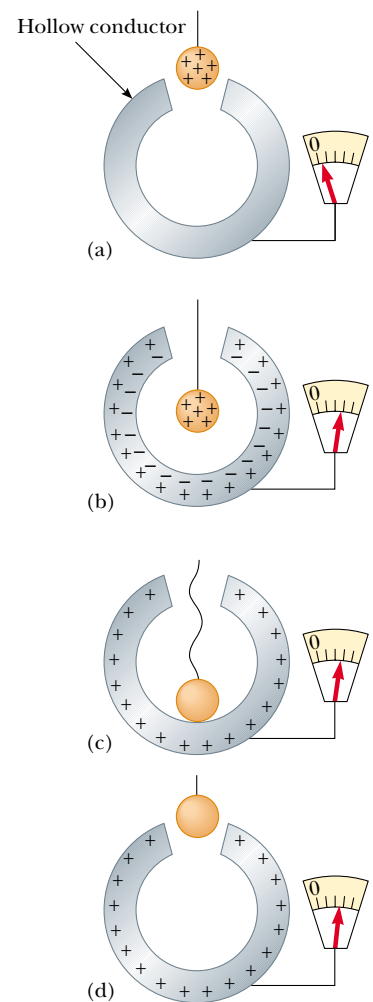 Hollow conductor
+ + + + + + +
0
(a)
+ + + + + + +
0
(b)
0
(c)
0
(d)